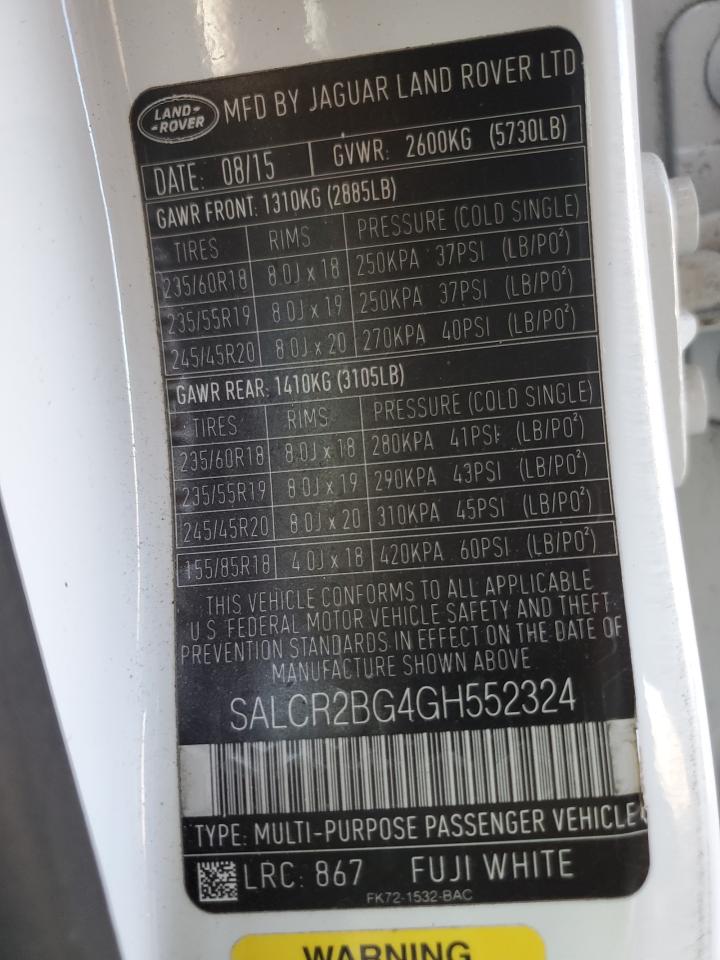 LAND-
-ROVER
MFD BY JAGUAR LAND ROVER LTD
DATE: 08/15 GVWR: 2600KG (5730LB)
GAWR FRONT: 1310KG (2885LB)
TIRES RIMS PRESSURE (COLD SINGLE)
235/60R18 8.0J x 18 250KPA 37PSI (LB/PO²)
235/55R19 8.0J x 19 250KPA 37PSI (LB/PO²)
245/45R20 8.0J x 20 270KPA 40PSI (LB/PO²)
GAWR REAR: 1410KG (3105LB)
TIRES RIMS PRESSURE (COLD SINGLE)
235/60R18 8.0J x 18 280KPA 41PSI (LB/PO²)
235/55R19 8.0J x 19 290KPA 43PSI (LB/PO²)
245/45R20 8.0J x 20 310KPA 45PSI (LB/PO²)
155/85R18 4.0J x 18 420KPA 60PSI (LB/PO²)
THIS VEHICLE CONFORMS TO ALL APPLICABLE
U.S. FEDERAL MOTOR VEHICLE SAFETY AND THEFT
PREVENTION STANDARDS IN EFFECT ON THE DATE OF
MANUFACTURE SHOWN ABOVE
SALCR2BG4GH552324
TYPE: MULTI-PURPOSE PASSENGER VEHICLE
LRC: 867 FUJI WHITE
FK72-1532-BAC
WARNING